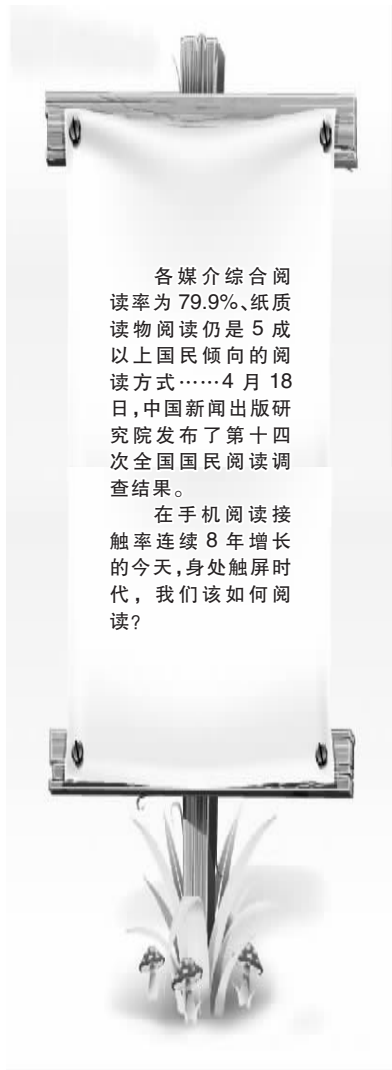 各媒介综合阅
读率为 79.9%、纸质
读物阅读仍是 5 成
以上国民倾向的阅
读方式……4 月 18
日,中国新闻出版研
究院发布了第十四
次全国国民阅读调
查结果。
在手机阅读接
触率连续 8 年增长
的今天,身处触屏时
代，我们该如何阅
读?